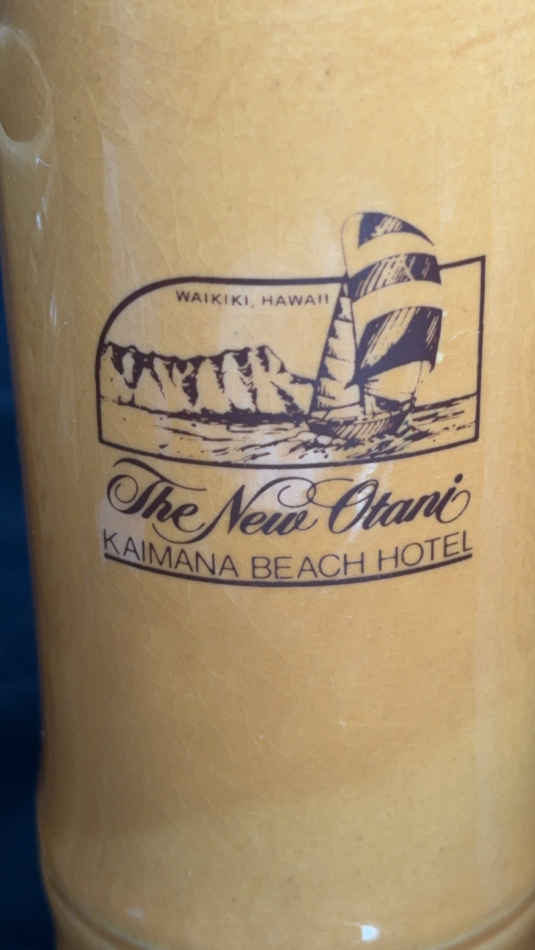 WAIKIKI, HAWAII
The New Otani
KAIMANA BEACH HOTEL